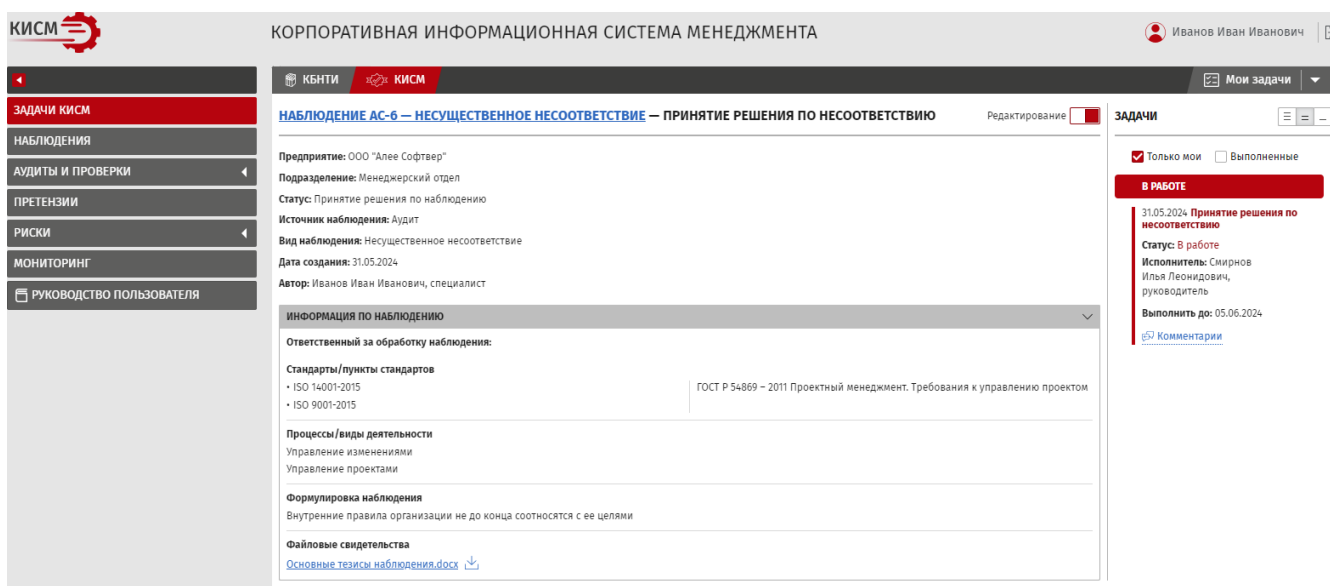 КИСМ
КОРПОРАТИВНАЯ ИНФОРМАЦИОННАЯ СИСТЕМА МЕНЕДЖМЕНТА
Иванов Иван Иванович
КБНТИ
КИСМ
Мои задачи
ЗАДАЧИ КИСМ
НАБЛЮДЕНИЯ
АУДИТЫ И ПРОВЕРКИ
ПРЕТЕНЗИИ
РИСКИ
МОНИТОРИНГ
РУКОВОДСТВО ПОЛЬЗОВАТЕЛЯ
НАБЛЮДЕНИЕ АС-6 — НЕСУЩЕСТВЕННОЕ НЕСООТВЕТСТВИЕ — ПРИНЯТИЕ РЕШЕНИЯ ПО НЕСООТВЕТСТВИЮ
Редактирование
Предприятие: ООО "Алее Софтвер"
Подразделение: Менеджерский отдел
Статус: Принятие решения по наблюдению
Источник наблюдения: Аудит
Вид наблюдения: Несущественное несоответствие
Дата создания: 31.05.2024
Автор: Иванов Иван Иванович, специалист
ИНФОРМАЦИЯ ПО НАБЛЮДЕНИЮ
Ответственный за обработку наблюдения:
Стандарты/пункты стандартов
• ISO 14001-2015
• ISO 9001-2015
ГОСТ Р 54869 – 2011 Проектный менеджмент. Требования к управлению проектом
Процессы/виды деятельности
Управление изменениями
Управление проектами
Формулировка наблюдения
Внутренние правила организации не до конца соотносятся с ее целями
Файловые свидетельства
Основные тезисы наблюдения.docx
ЗАДАЧИ
Только мои
Выполненные
В РАБОТЕ
31.05.2024 Принятие решения по
несоответствию
Статус: В работе
Исполнитель: Смирнов
Илья Леонидович,
руководитель
Выполнить до: 05.06.2024
Комментарии